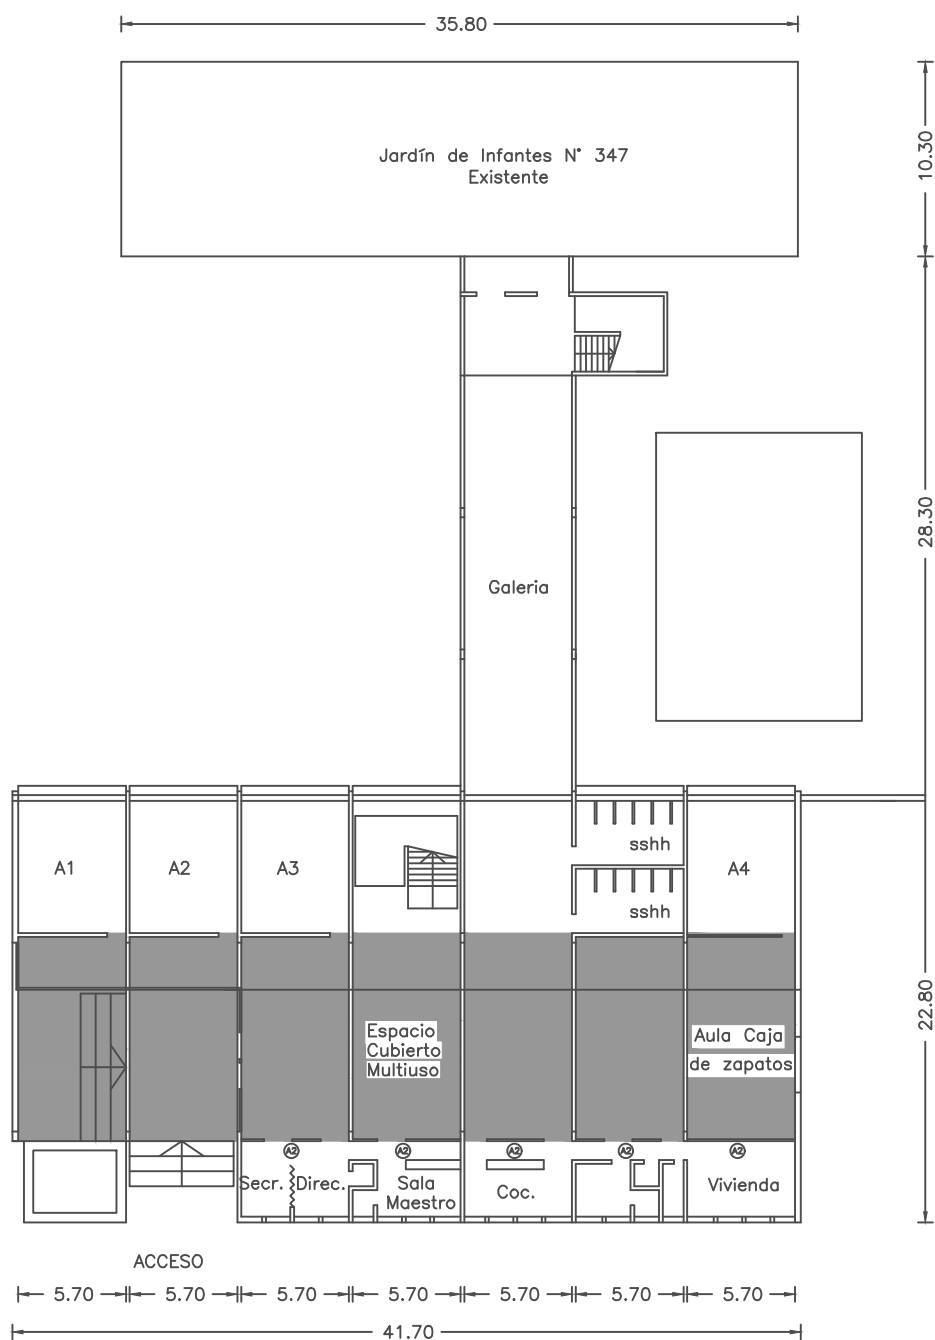 35.80
10.30
Jardín de Infantes N° 347
Existente
28.30
Galeria
sshh
A1
A2
A3
A4
sshh
22.80
Espacio
Cubierto
Multiuso
Aula Caja
de zapatos
A2
A2
A2
A2
A2
Secr.
Direc.
Sala
Maestro
Coc.
Vivienda
ACCESO
5.70
5.70
5.70
5.70
5.70
5.70
5.70
41.70